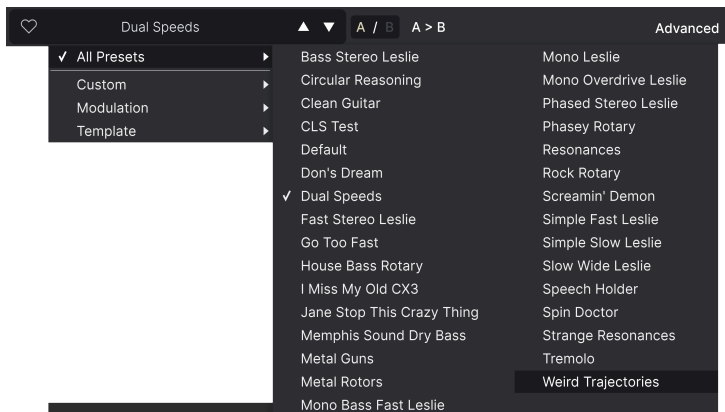 Dual Speeds
A / B
A > B
Advanced
All Presets
Custom
Modulation
Template
Bass Stereo Leslie
Circular Reasoning
Clean Guitar
CLS Test
Default
Don's Dream
Dual Speeds
Fast Stereo Leslie
Go Too Fast
House Bass Rotary
I Miss My Old CX3
Jane Stop This Crazy Thing
Memphis Sound Dry Bass
Metal Guns
Metal Rotors
Mono Bass Fast Leslie
Mono Leslie
Mono Overdrive Leslie
Phased Stereo Leslie
Phasey Rotary
Resonances
Rock Rotary
Screamin' Demon
Simple Fast Leslie
Simple Slow Leslie
Slow Wide Leslie
Speech Holder
Spin Doctor
Strange Resonances
Tremolo
Weird Trajectories